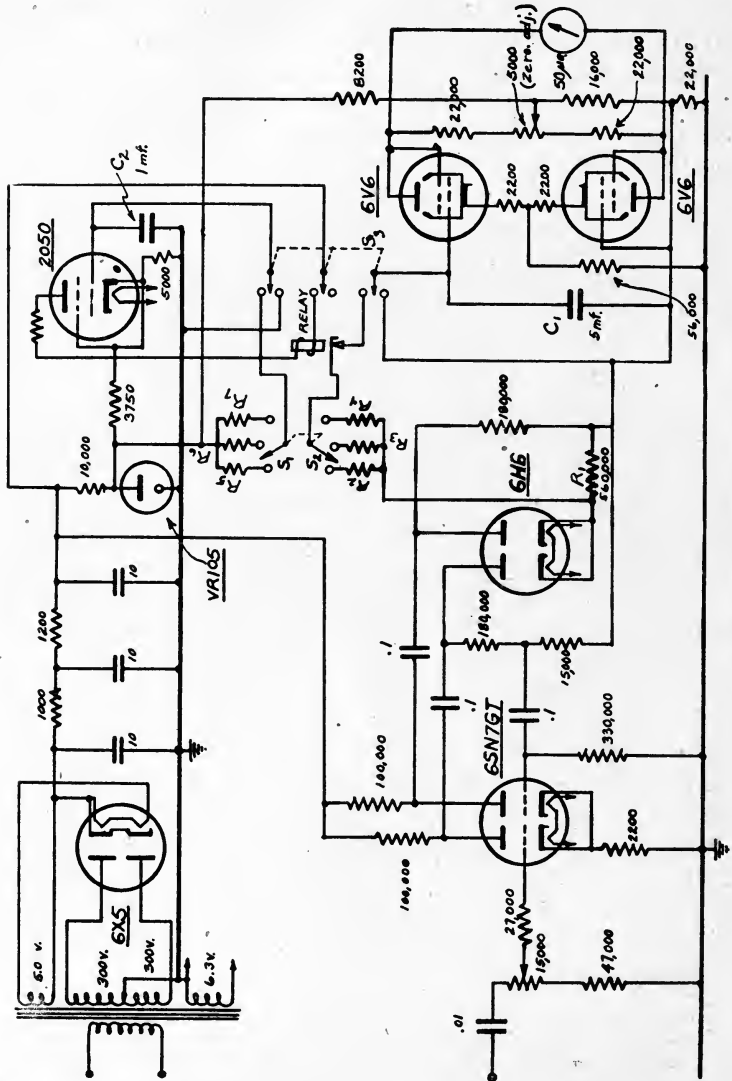 5.0 v.
300V.
300V.
6.3V.
6X5
1000
1200
10
10
10
10,000
VR105
3750
2050
5000
C2
1 mf.
R7
R6
R5
S1
S2
R4
R3
R2
RELAY
S3
8200
22,000
5000
(Zero. adj.)
50µa
16,000
22,000
22,000
6V6
6V6
2200
2200
56,000
C1
5mf.
6H6
180,000
R1
560,000
180,000
15,000
.1
.1
.1
100,000
100,000
6SN7GT
330,000
2200
27,000
15,000
47,000
.01